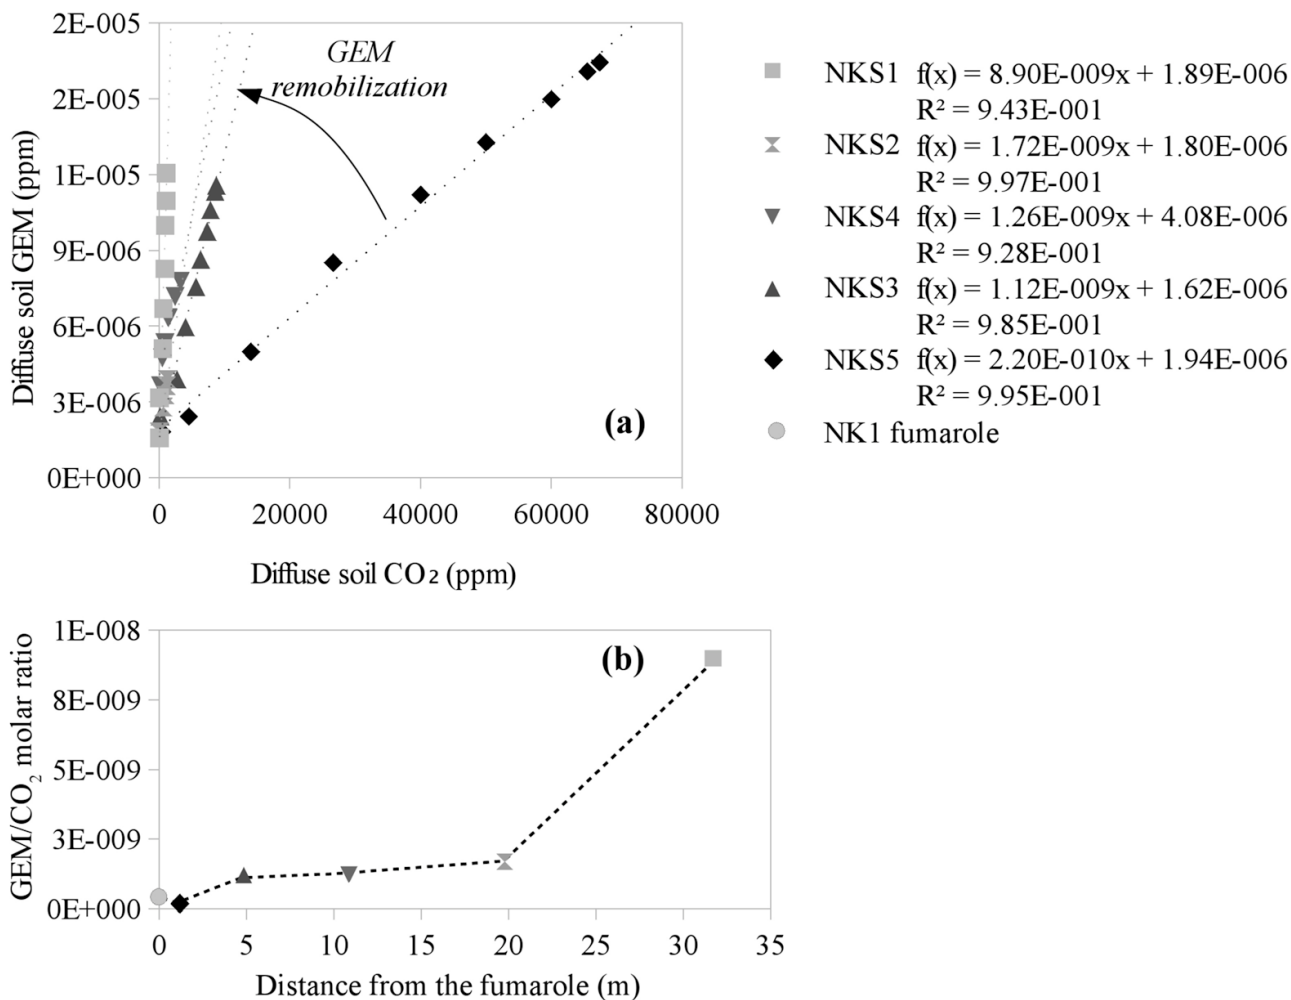 2E-005
2E-005
1E-005
9E-006
6E-006
3E-006
0E+000
Diffuse soil GEM (ppm)
GEM
remobilization
(a)
0 20000 40000 60000 80000
Diffuse soil CO₂ (ppm)
NKS1 f(x) = 8.90E-009x + 1.89E-006
R² = 9.43E-001
NKS2 f(x) = 1.72E-009x + 1.80E-006
R² = 9.97E-001
NKS4 f(x) = 1.26E-009x + 4.08E-006
R² = 9.28E-001
NKS3 f(x) = 1.12E-009x + 1.62E-006
R² = 9.85E-001
NKS5 f(x) = 2.20E-010x + 1.94E-006
R² = 9.95E-001
NK1 fumarole
1E-008
8E-009
5E-009
3E-009
0E+000
GEM/CO₂ molar ratio
(b)
0 5 10 15 20 25 30 35
Distance from the fumarole (m)